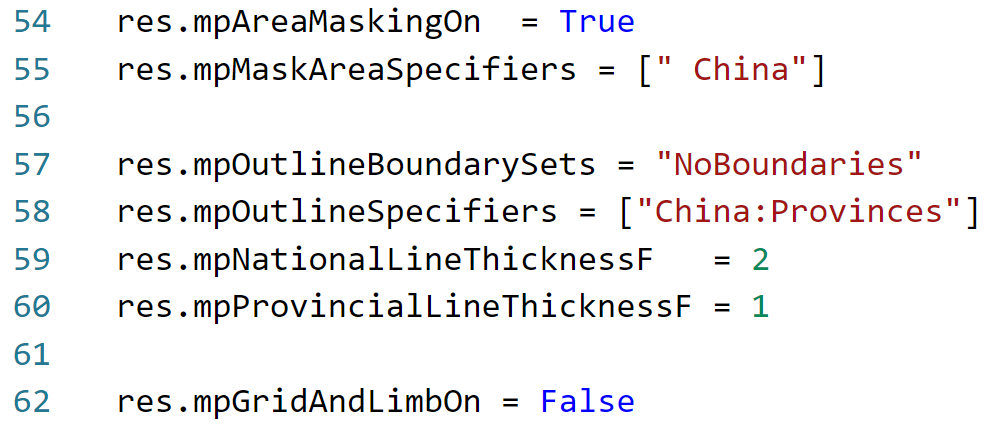 54 res.mpAreaMaskingOn  = True
55 res.mpMaskAreaSpecifiers = [" China"]
56
57 res.mpOutlineBoundarySets = "NoBoundaries"
58 res.mpOutlineSpecifiers = ["China:Provinces"]
59 res.mpNationalLineThicknessF   = 2
60 res.mpProvincialLineThicknessF = 1
61
62 res.mpGridAndLimbOn = False